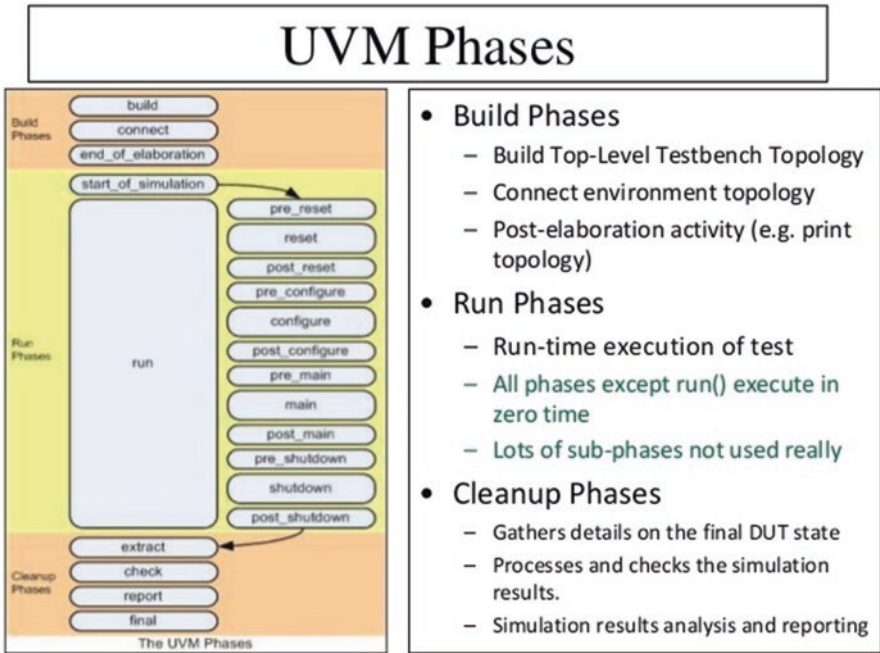 UVM Phases
Build
Phases
build
connect
end_of_elaboration
Run
Phases
start_of_simulation
run
pre_reset
reset
post_reset
pre_configure
configure
post_configure
pre_main
main
post_main
pre_shutdown
shutdown
post_shutdown
Cleanup
Phases
extract
check
report
final
The UVM Phases
• Build Phases
– Build Top-Level Testbench Topology
– Connect environment topology
– Post-elaboration activity (e.g. print
topology)
• Run Phases
– Run-time execution of test
– All phases except run() execute in
zero time
– Lots of sub-phases not used really
• Cleanup Phases
– Gathers details on the final DUT state
– Processes and checks the simulation
results.
– Simulation results analysis and reporting